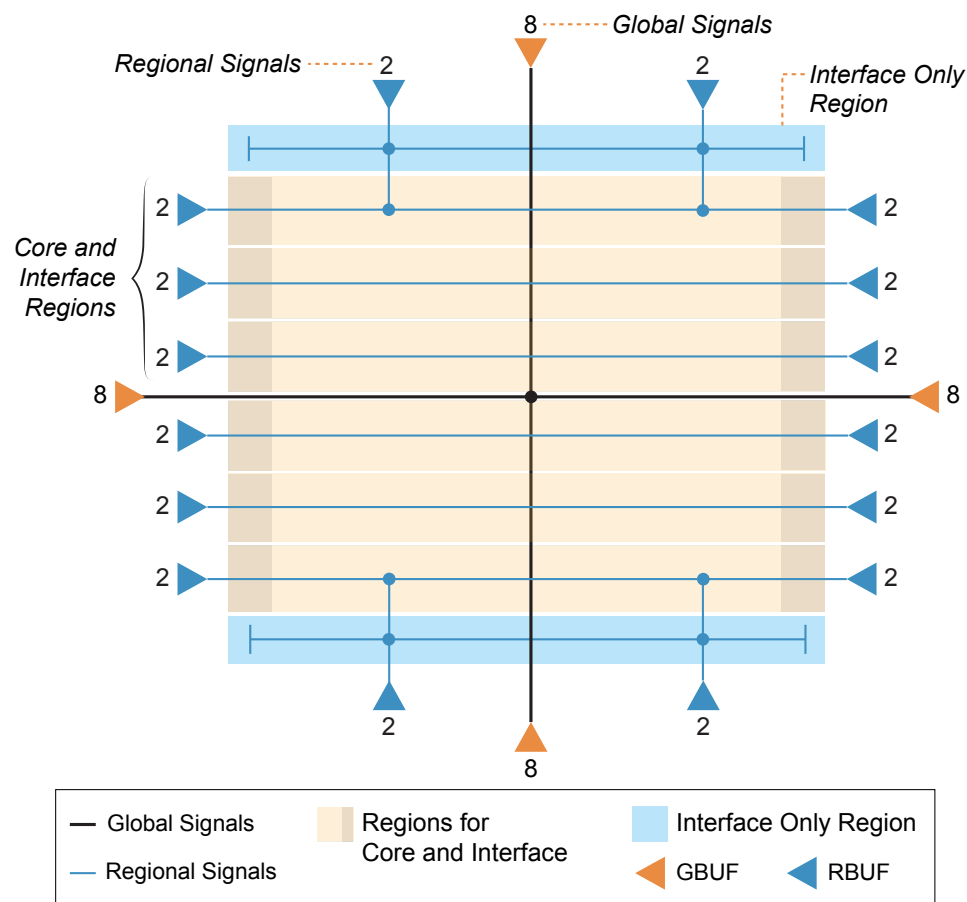 8 Global Signals
Regional Signals 2
2
Interface Only
Region
2
2
Core and
Interface
Regions
2
2
2
2
8
8
2
2
2
2
2
2
2
2
8
Global Signals
Regional Signals
Regions for
Core and Interface
Interface Only Region
GBUF
RBUF